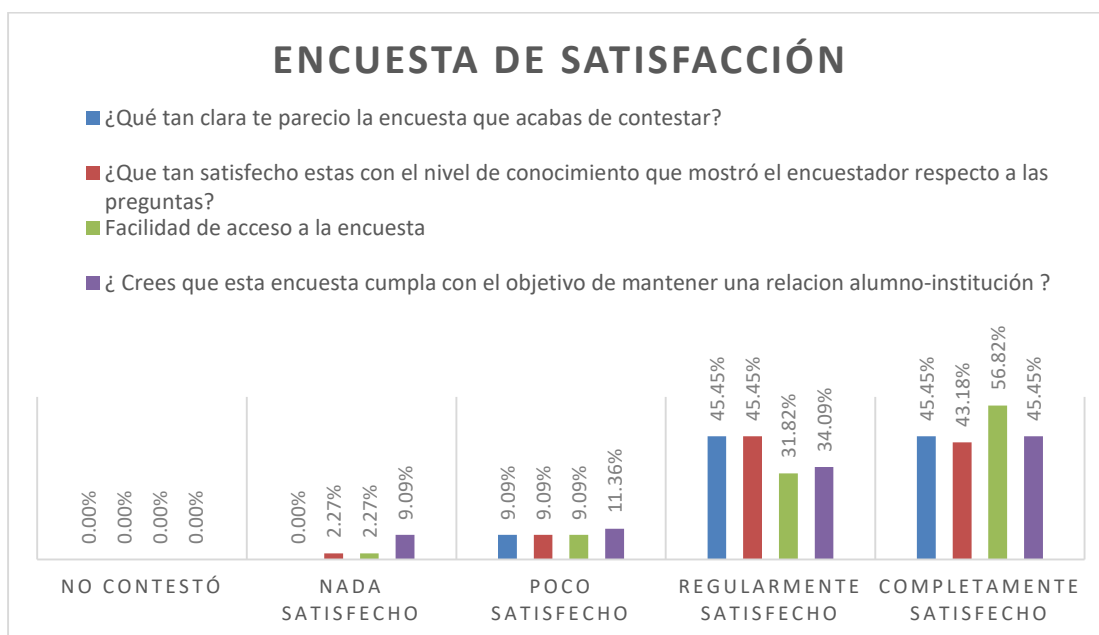 ENCUESTA DE SATISFACCIÓN
¿Qué tan clara te parecio la encuesta que acabas de contestar?
¿Que tan satisfecho estas con el nivel de conocimiento que mostró el encuestador respecto a las
preguntas?
Facilidad de acceso a la encuesta
¿ Crees que esta encuesta cumpla con el objetivo de mantener una relacion alumno-institución ?
0.00%
0.00%
0.00%
0.00%
0.00%
2.27%
2.27%
9.09%
9.09%
9.09%
9.09%
11.36%
45.45%
45.45%
31.82%
34.09%
45.45%
43.18%
56.82%
45.45%
NO CONTESTÓ
NADA
SATISFECHO
POCO
SATISFECHO
REGULARMENTE
SATISFECHO
COMPLETAMENTE
SATISFECHO